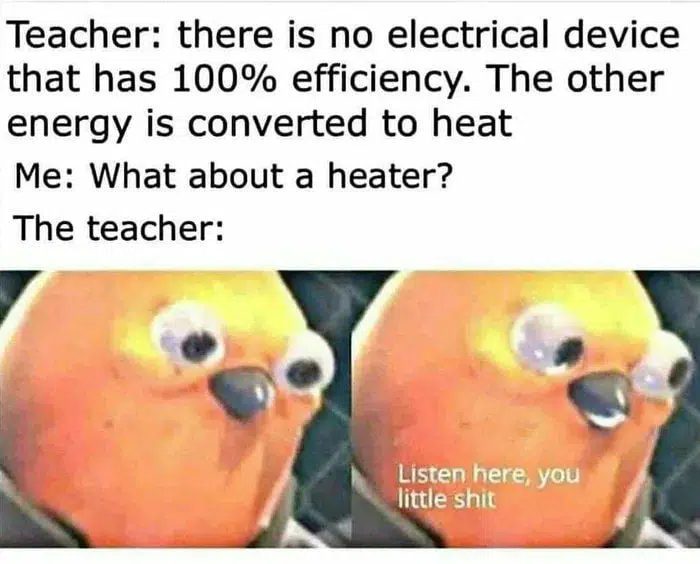 Teacher: there is no electrical device
that has 100% efficiency. The other
energy is converted to heat
Me: What about a heater?
The teacher:
Listen here, you
little shit